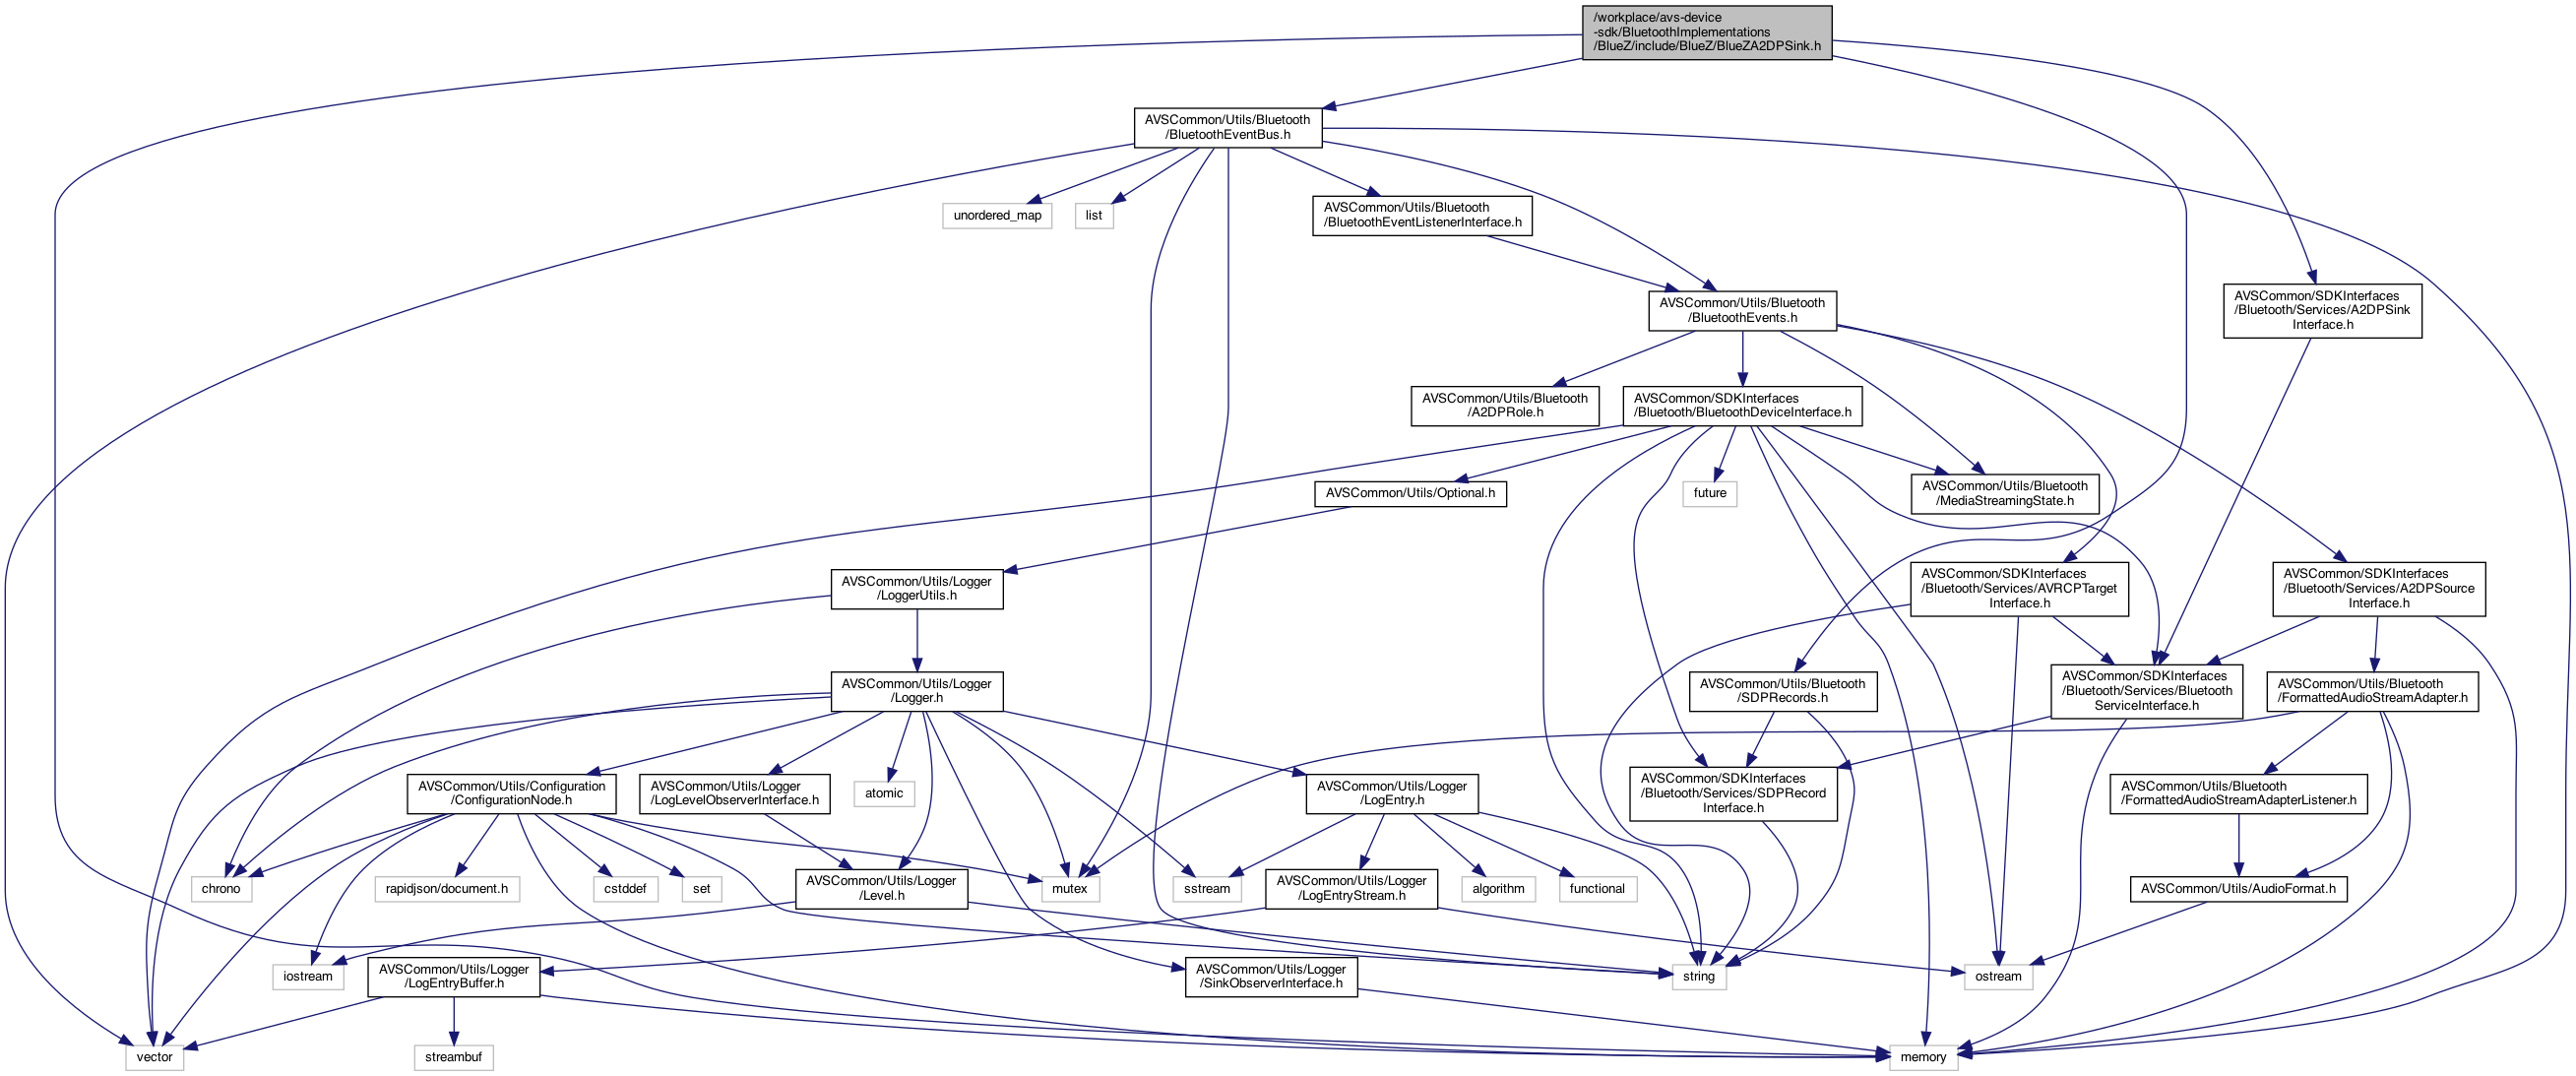 /workplace/avs-device
-sdk/BluetoothImplementations
/BlueZ/include/BlueZ/BlueZA2DPSink.h
AVSCommon/Utils/Bluetooth
/BluetoothEventBus.h
unordered_map
list
AVSCommon/Utils/Bluetooth
/BluetoothEventListenerInterface.h
AVSCommon/Utils/Bluetooth
/BluetoothEvents.h
AVSCommon/SDKInterfaces
/Bluetooth/Services/A2DPSink
Interface.h
AVSCommon/Utils/Bluetooth
/A2DPRole.h
AVSCommon/SDKInterfaces
/Bluetooth/BluetoothDeviceInterface.h
AVSCommon/Utils/Optional.h
future
AVSCommon/Utils/Bluetooth
/MediaStreamingState.h
AVSCommon/Utils/Logger
/LoggerUtils.h
AVSCommon/SDKInterfaces
/Bluetooth/Services/AVRCPTarget
Interface.h
AVSCommon/SDKInterfaces
/Bluetooth/Services/A2DPSource
Interface.h
AVSCommon/Utils/Logger
/Logger.h
AVSCommon/Utils/Bluetooth
/SDPRecords.h
AVSCommon/SDKInterfaces
/Bluetooth/Services/Bluetooth
ServiceInterface.h
AVSCommon/Utils/Bluetooth
/FormattedAudioStreamAdapter.h
AVSCommon/Utils/Configuration
/ConfigurationNode.h
AVSCommon/Utils/Logger
/LogLevelObserverInterface.h
atomic
AVSCommon/Utils/Logger
/LogEntry.h
AVSCommon/SDKInterfaces
/Bluetooth/Services/SDPRecord
Interface.h
AVSCommon/Utils/Bluetooth
/FormattedAudioStreamAdapterListener.h
chrono
rapidjson/document.h
cstddef
set
AVSCommon/Utils/Logger
/Level.h
mutex
sstream
AVSCommon/Utils/Logger
/LogEntryStream.h
algorithm
functional
AVSCommon/Utils/AudioFormat.h
iostream
AVSCommon/Utils/Logger
/LogEntryBuffer.h
AVSCommon/Utils/Logger
/SinkObserverInterface.h
string
ostream
vector
streambuf
memory